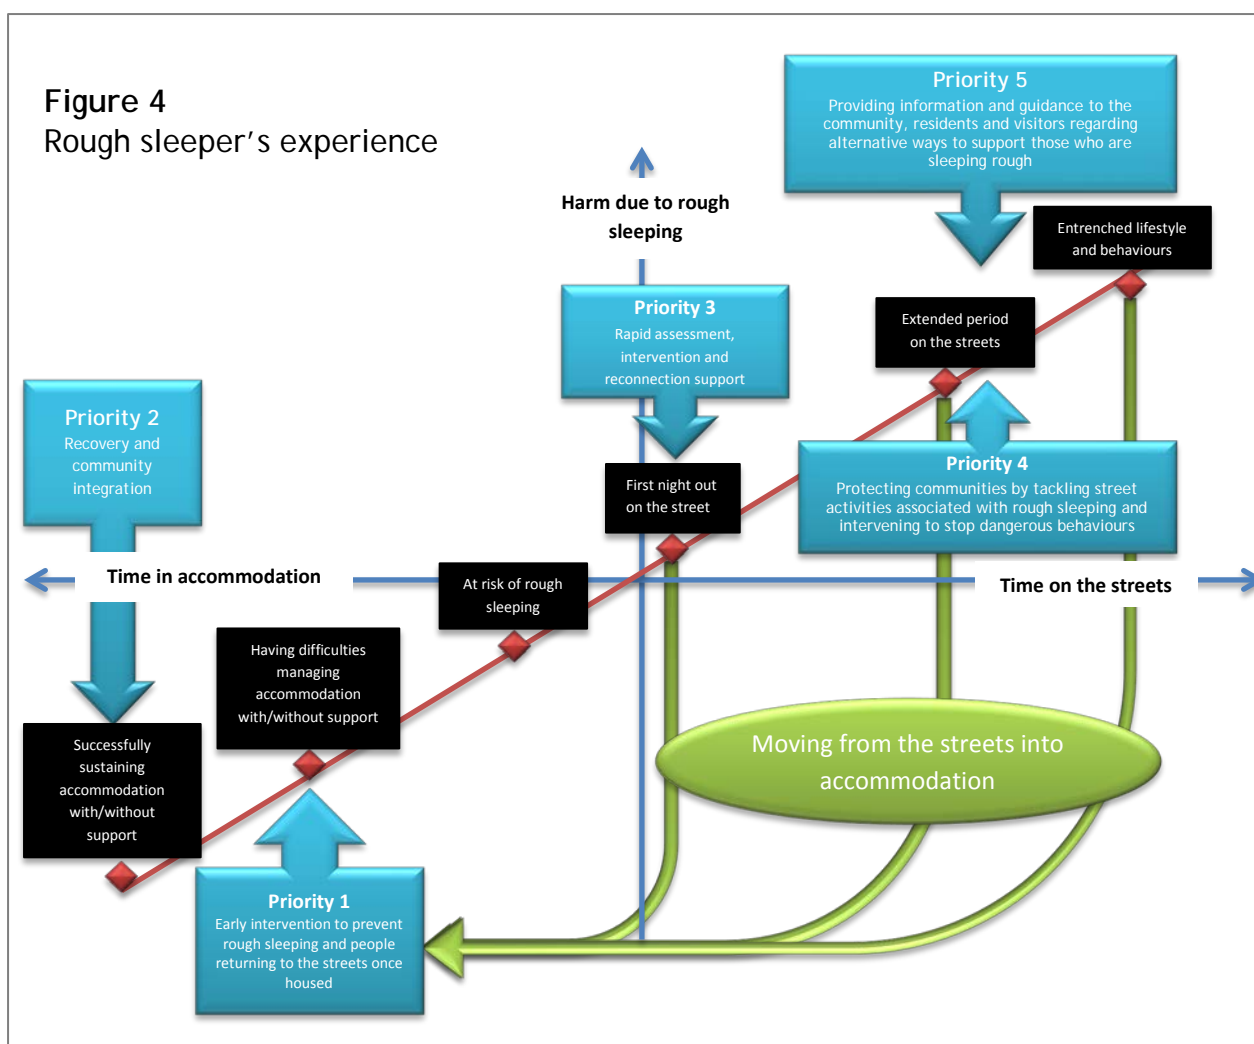 Figure 4
Rough sleeper's experience
Priority 5
Providing information and guidance to the
community, residents and visitors regarding
alternative ways to support those who are
sleeping rough
Harm due to rough
sleeping
Entrenched lifestyle
and behaviours
Priority 3
Rapid assessment,
intervention and
reconnection support
Extended period
on the streets
Priority 2
Recovery and
community
integration
First night out
on the street
Priority 4
Protecting communities by tackling street
activities associated with rough sleeping and
intervening to stop dangerous behaviours
Time in accommodation
At risk of rough
sleeping
Time on the streets
Having difficulties
managing
accommodation
with/without support
Successfully
sustaining
accommodation
with/without
support
Moving from the streets into
accommodation
Priority 1
Early intervention to prevent
rough sleeping and people
returning to the streets once
housed